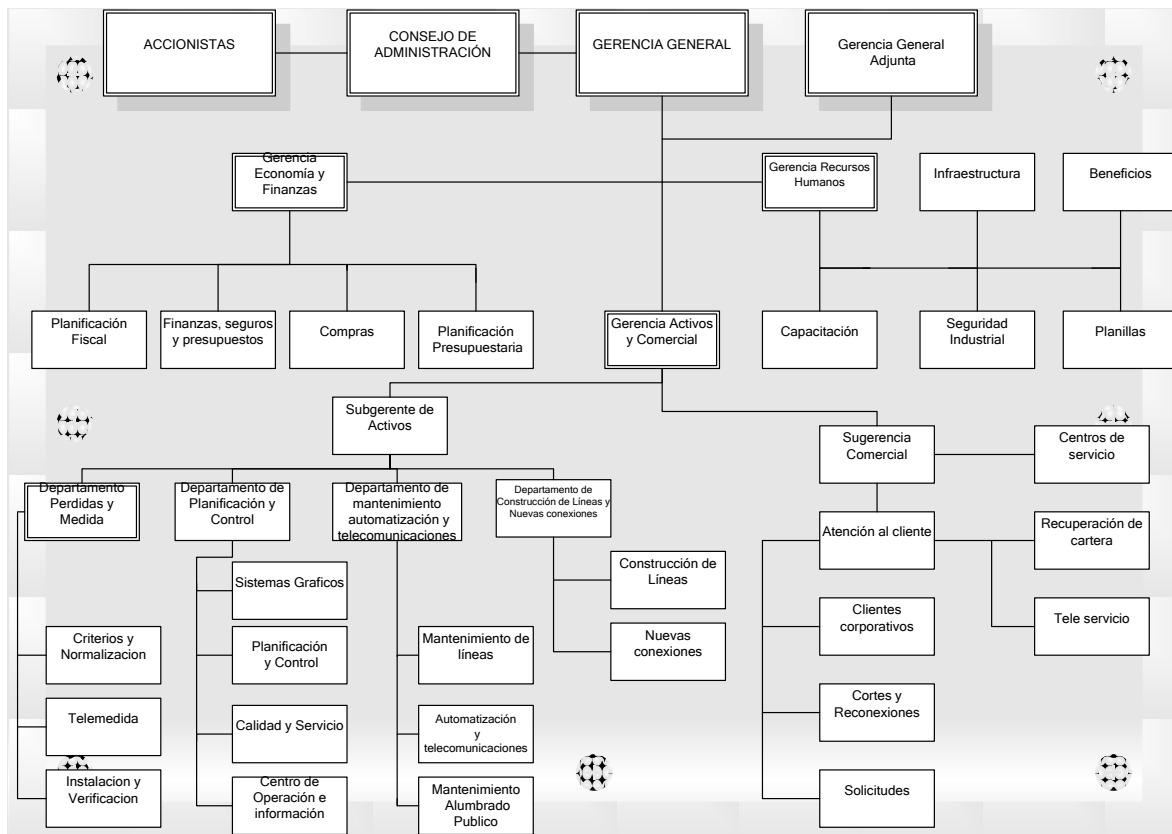 ACCIONISTAS
CONSEJO DE
ADMINISTRACIÓN
GERENCIA GENERAL
Gerencia General
Adjunta
Gerencia
Economía y
Finanzas
Gerencia Recursos
Humanos
Infraestructura
Beneficios
Planificación
Fiscal
Finanzas, seguros
y presupuestos
Compras
Planificación
Presupuestaria
Gerencia Activos
y Comercial
Capacitación
Seguridad
Industrial
Planillas
Subgerente de
Activos
Sugerencia
Comercial
Centros de
servicio
Departamento
Perdidas y
Medida
Departamento de
Planificación y
Control
Departamento de
mantenimiento
automatización y
telecomunicaciones
Departamento de
Construcción de Líneas y
Nuevas conexiones
Atención al cliente
Recuperación de
cartera
Sistemas Graficos
Construcción de
Líneas
Criterios y
Normalizacion
Planificación
y Control
Mantenimiento de
líneas
Nuevas
conexiones
Clientes
corporativos
Tele servicio
Telemedida
Calidad y Servicio
Automatización
y
telecomunicaciones
Cortes y
Reconexiones
Instalacion y
Verificacion
Centro de
Operación e
información
Mantenimiento
Alumbrado
Publico
Solicitudes